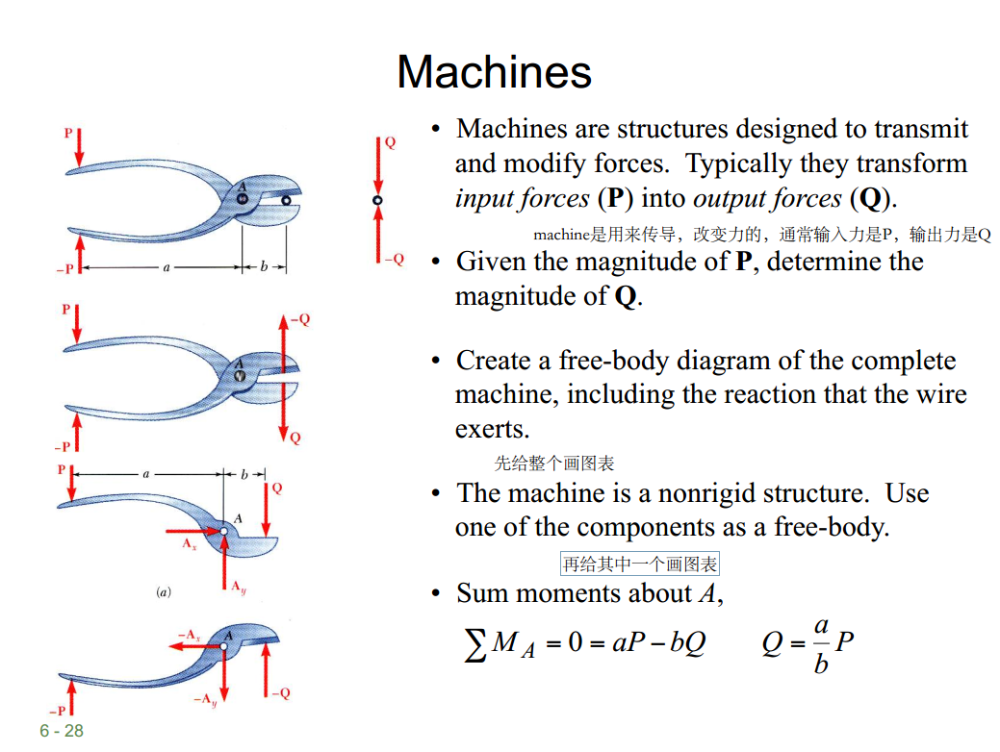 Machines
• Machines are structures designed to transmit
and modify forces. Typically they transform
input forces (P) into output forces (Q).
machine是用来传导，改变力的，通常输入力是P，输出力是Q
• Given the magnitude of P, determine the
magnitude of Q.
• Create a free-body diagram of the complete
machine, including the reaction that the wire
exerts.
先给整个画图表
• The machine is a nonrigid structure. Use
one of the components as a free-body.
再给其中一个画图表
• Sum moments about A,
∑M_A = 0 = aP − bQ    Q = a/b P
P
A
−P
a
b
Q
−Q
P
A
−P
−Q
Q
P
a
b
Q
A
A_x
A_y
(a)
−A_x
A
−A_y
−Q
−P
6 - 28